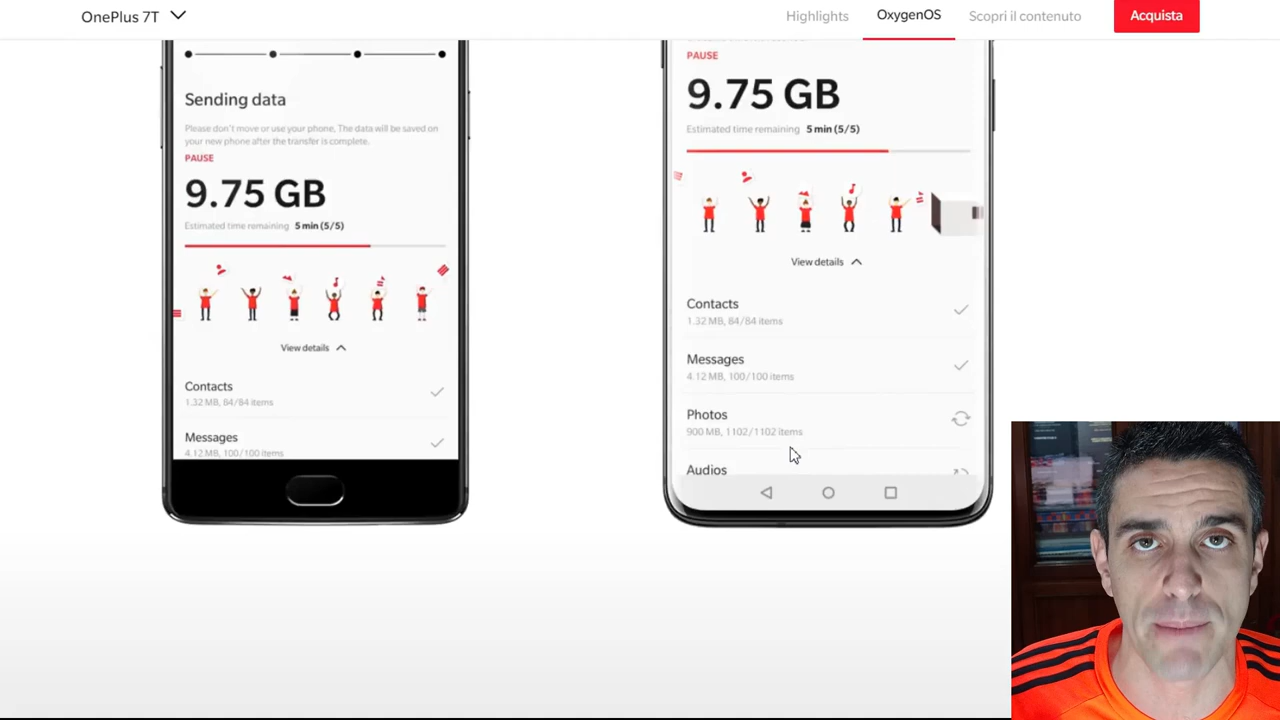 OnePlus 7T
Highlights
OxygenOS
Scopri il contenuto
Acquista
Sending data
Please don't move or use your phone, The data will be saved on
your new phone after the transfer is complete.
PAUSE
9.75 GB
Estimated time remaining 5 min (5/5)
View details
Contacts
1.32 MB, 84/84 items
Messages
4.12 MB, 100/100 items
PAUSE
9.75 GB
Estimated time remaining 5 min (5/5)
View details
Contacts
1.32 MB, 84/84 items
Messages
4.12 MB, 100/100 items
Photos
900 MB, 1102/1102 items
Audios